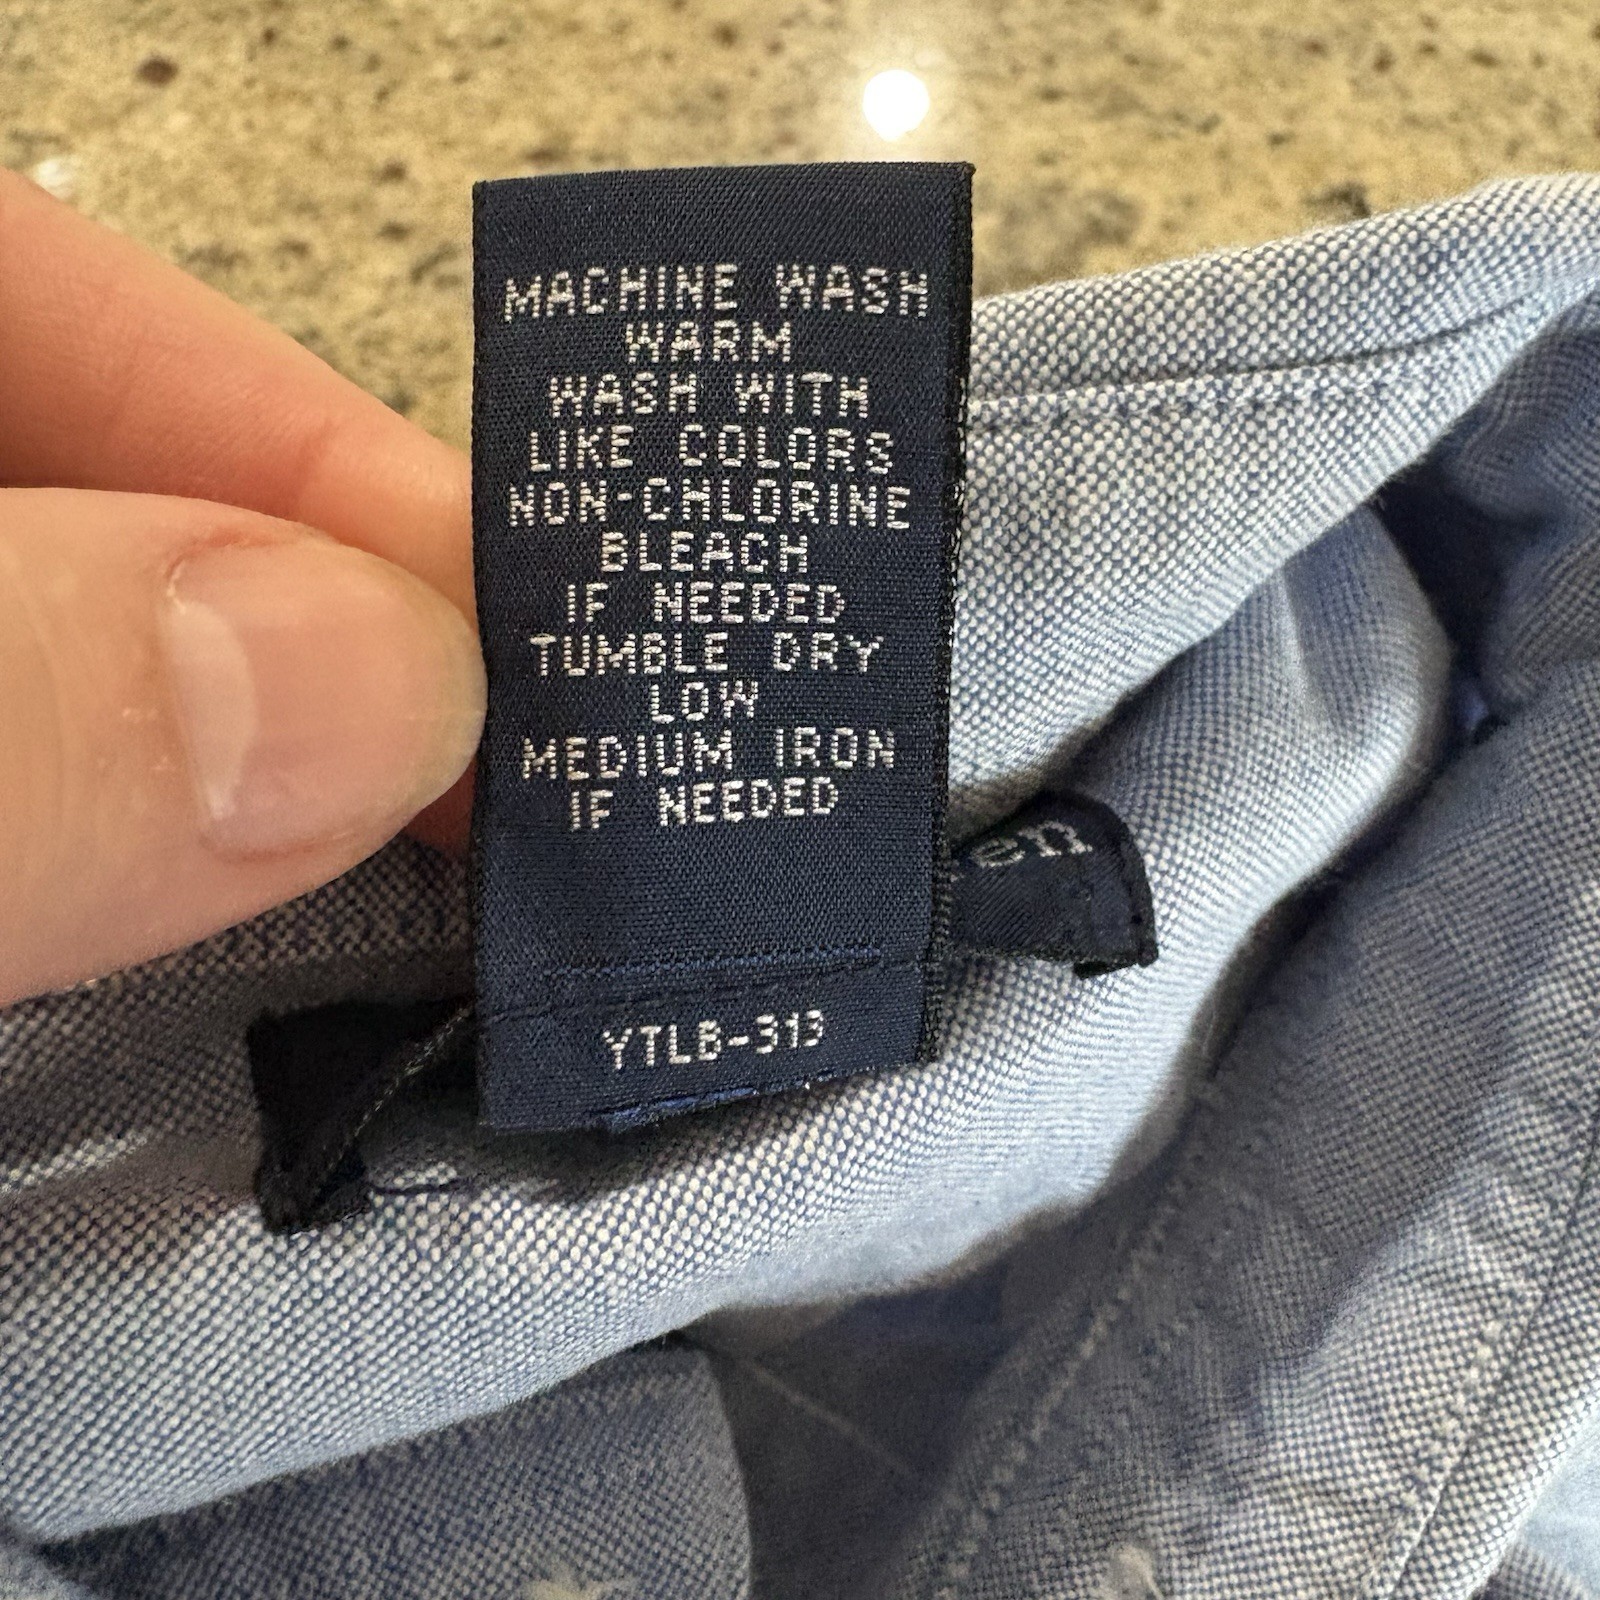 MACHINE WASH
WARM
WASH WITH
LIKE COLORS
NON-CHLORINE
BLEACH
IF NEEDED
TUMBLE DRY
LOW
MEDIUM IRON
IF NEEDED
YTLB-313